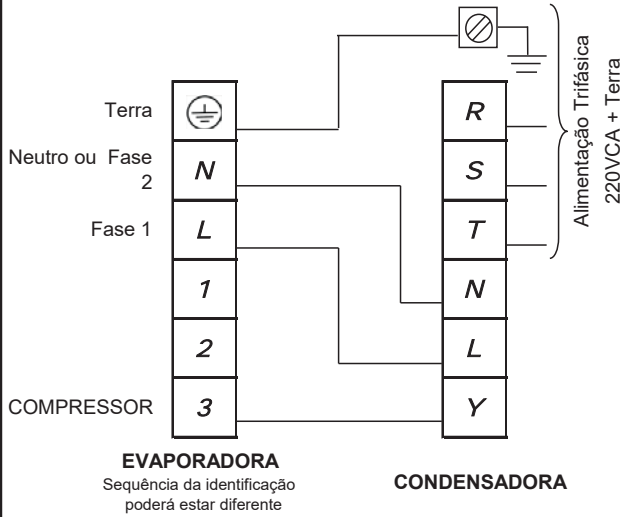 Terra
Neutro ou Fase
2
Fase 1
COMPRESSOR
N
L
1
2
3
EVAPORADORA
Sequência da identificação
poderá estar diferente
R
S
T
N
L
Y
CONDENSADORA
Alimentação Trifásica
220VCA + Terra